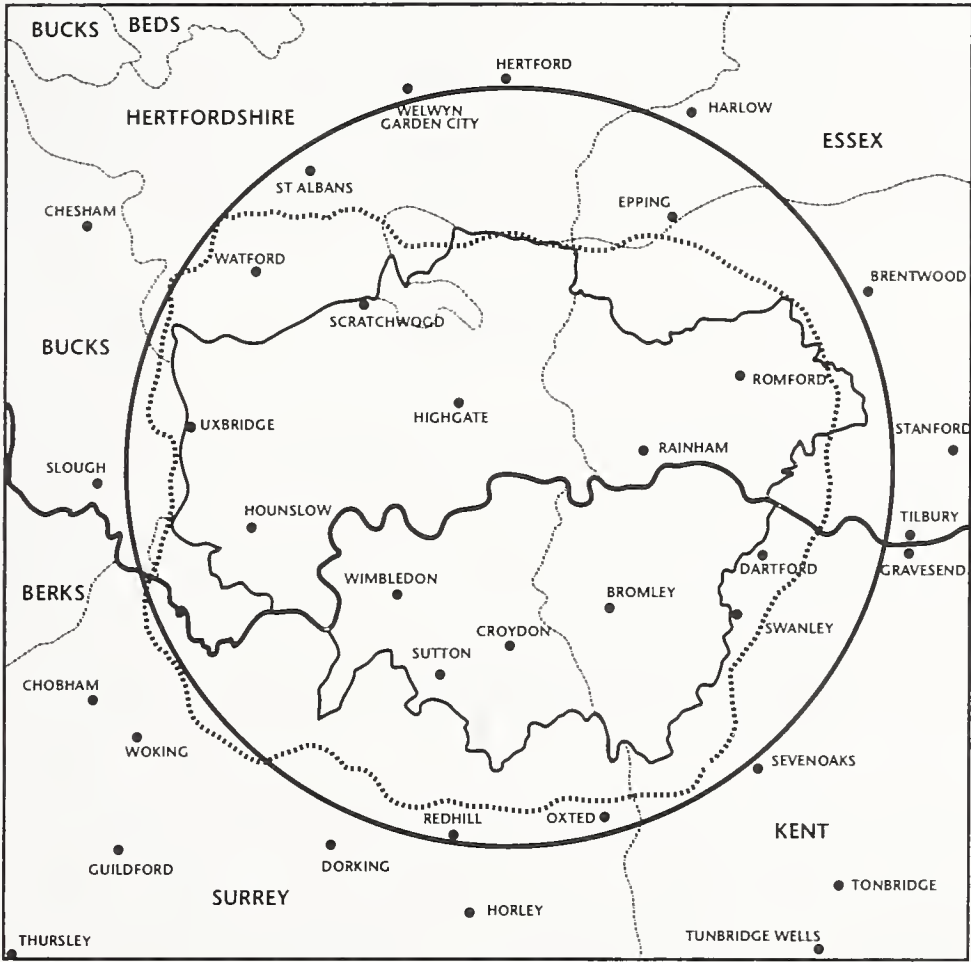 BUCKS
BEDS
HERTFORD
HERTFORDSHIRE
WELWYN
GARDEN CITY
HARLOW
ESSEX
ST ALBANS
CHESHAM
EPPING
WATFORD
BRENTWOOD
SCRATCHWOOD
BUCKS
ROMFORD
HIGHGATE
UXBRIDGE
STANFORD
RAINHAM
SLOUGH
HOUNSLOW
TILBURY
DARTFORD
GRAVESEND
WIMBLEDON
BERKS
BROMLEY
SWANLEY
CROYDON
SUTTON
CHOBHAM
WOKING
SEVENOAKS
REDHILL
OXTED
KENT
GUILDFORD
DORKING
TONBRIDGE
SURREY
HORLEY
THURSLEY
TUNBRIDGE WELLS